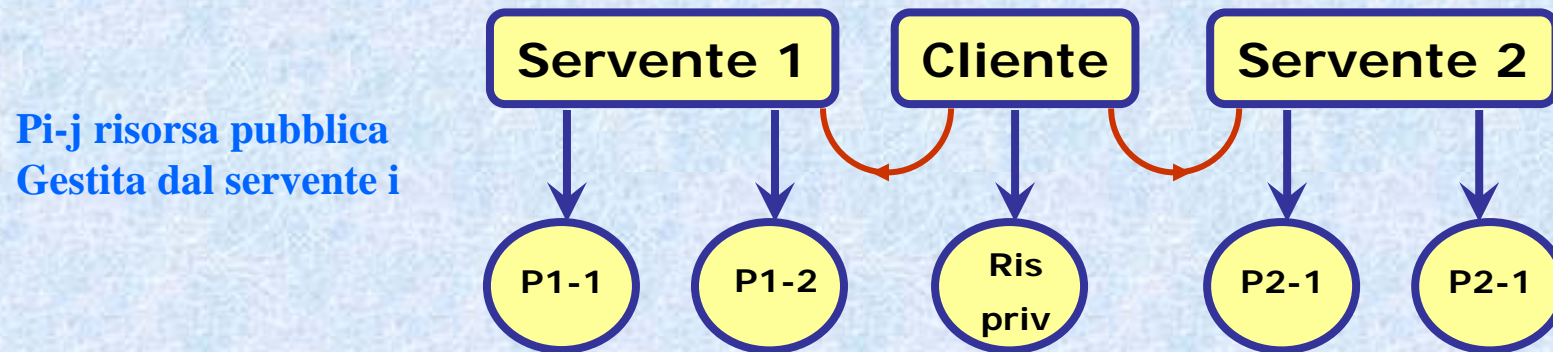 Servente 1
Cliente
Servente 2
Pi-j risorsa pubblica
Gestita dal servente i
P1-1
P1-2
Ris
priv
P2-1
P2-1